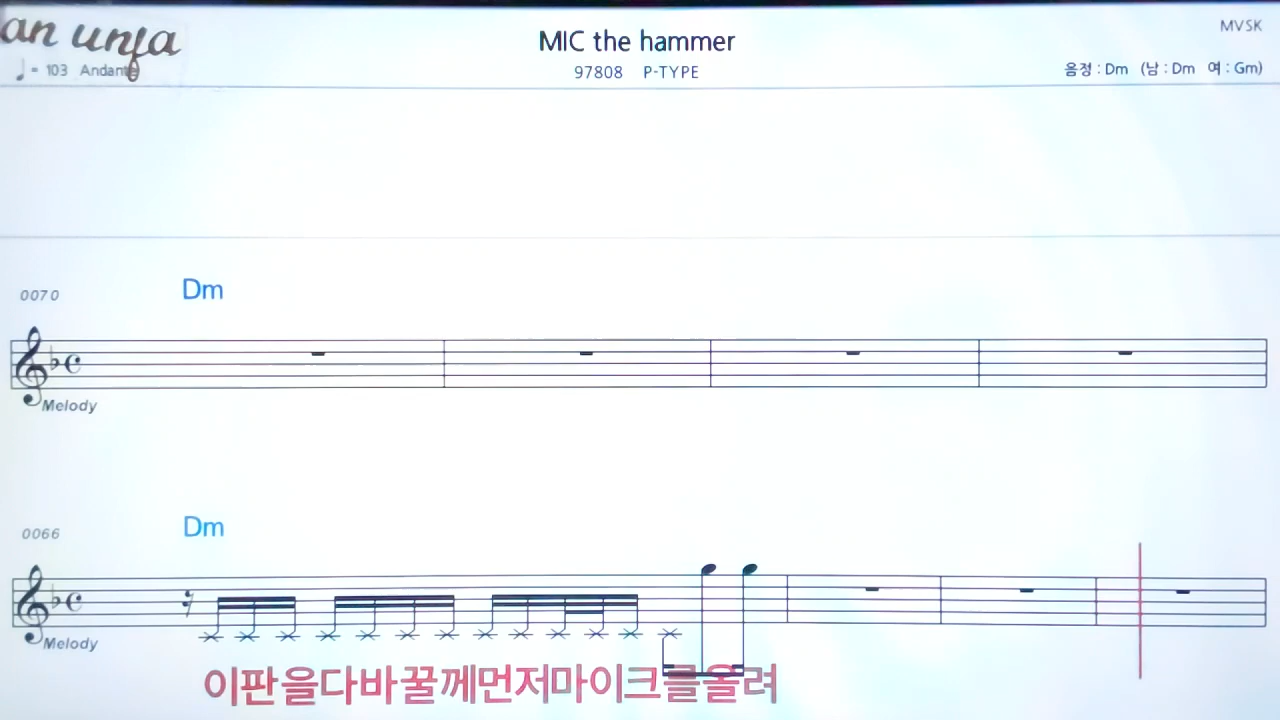 an unfa
MIC the hammer
MVSK
♩= 103 Andante
97808 P-TYPE
음정 : Dm (남 : Dm 여 : Gm)
0070
Dm
Melody
0066
Dm
Melody
이판을다바꿀께먼저마이크를올려